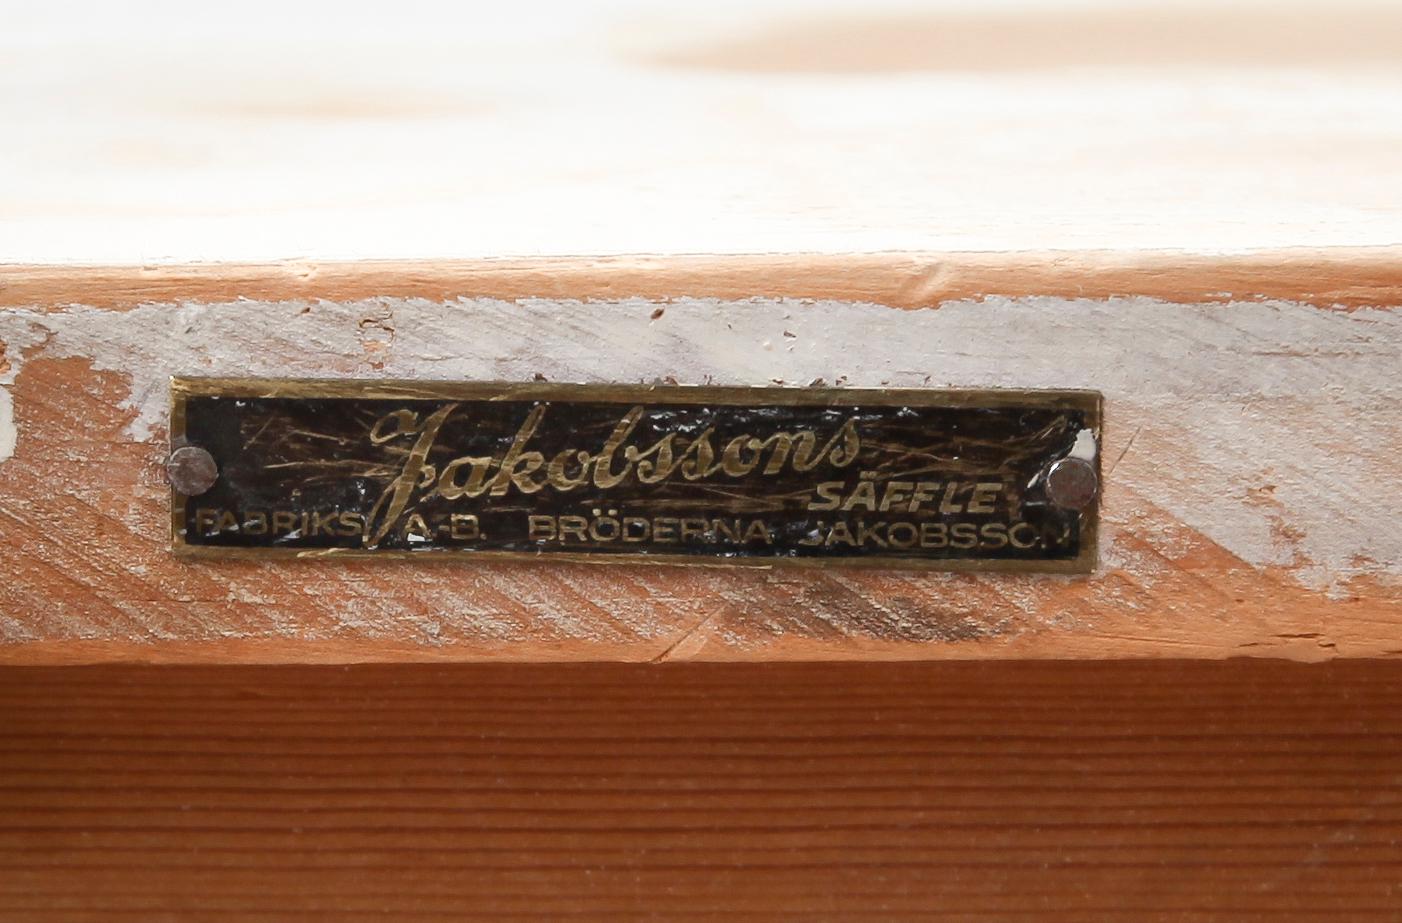 Jakobssons
SÄFFLE
FABRIKS A.-B. BRÖDERNA JAKOBSSON